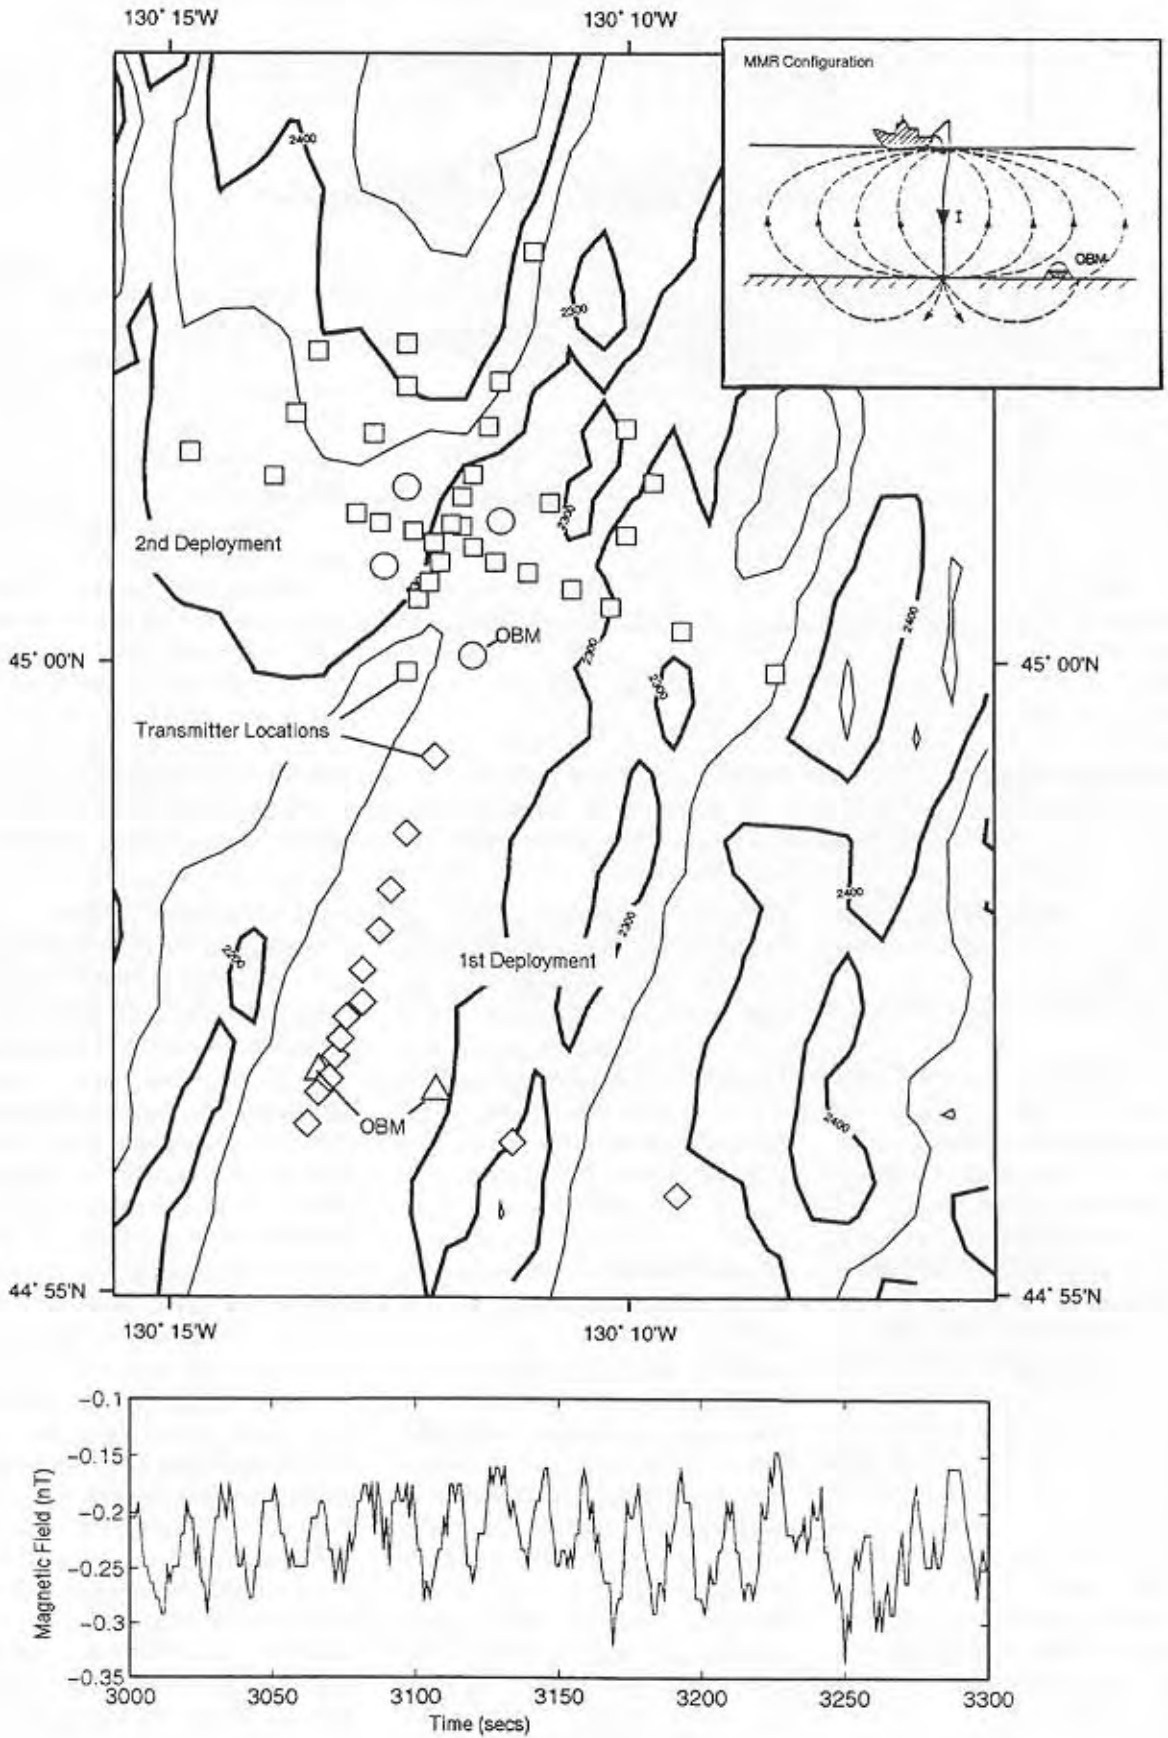 130° 15'W
130° 10'W
MMR Configuration
2400
I
OBM
2300
2300
2nd Deployment
OBM
2300
2400
45° 00'N
45° 00'N
2300
Transmitter Locations
2400
2300
1st Deployment
2200
OBM
2400
44° 55'N
44° 55'N
130° 15'W
130° 10'W
-0.1
-0.15
-0.2
-0.25
-0.3
-0.35
Magnetic Field (nT)
3000
3050
3100
3150
3200
3250
3300
Time (secs)